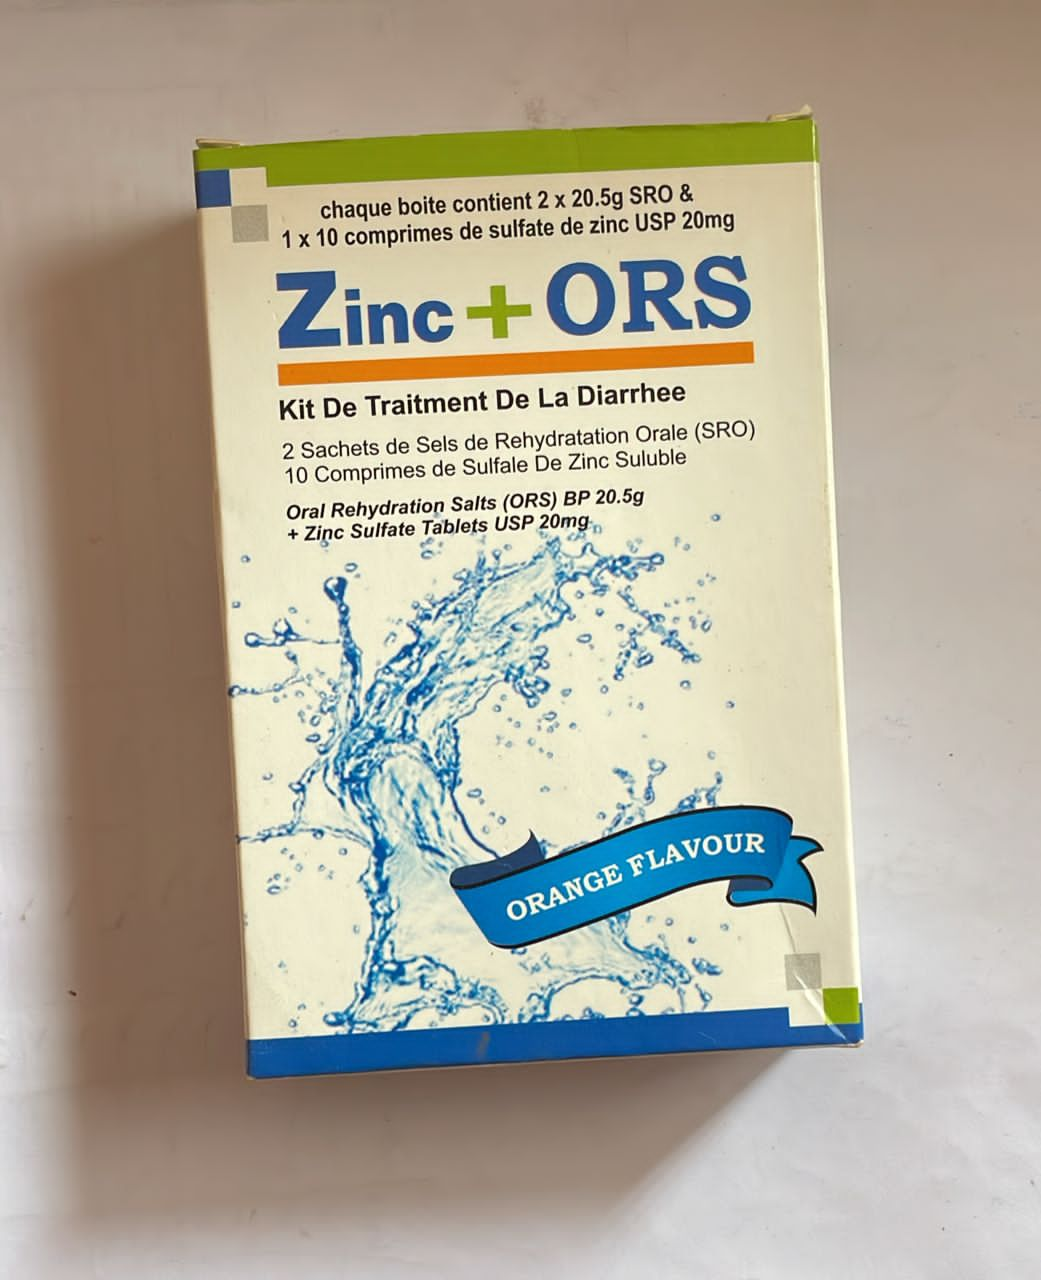 chaque boite contient 2 x 20.5g SRO &
1 x 10 comprimes de sulfate de zinc USP 20mg
Zinc + ORS
Kit De Traitment De La Diarrhee
2 Sachets de Sels de Rehydratation Orale (SRO)
10 Comprimes de Sulfale De Zinc Suluble
Oral Rehydration Salts (ORS) BP 20.5g
+ Zinc Sulfate Tablets USP 20mg
ORANGE FLAVOUR